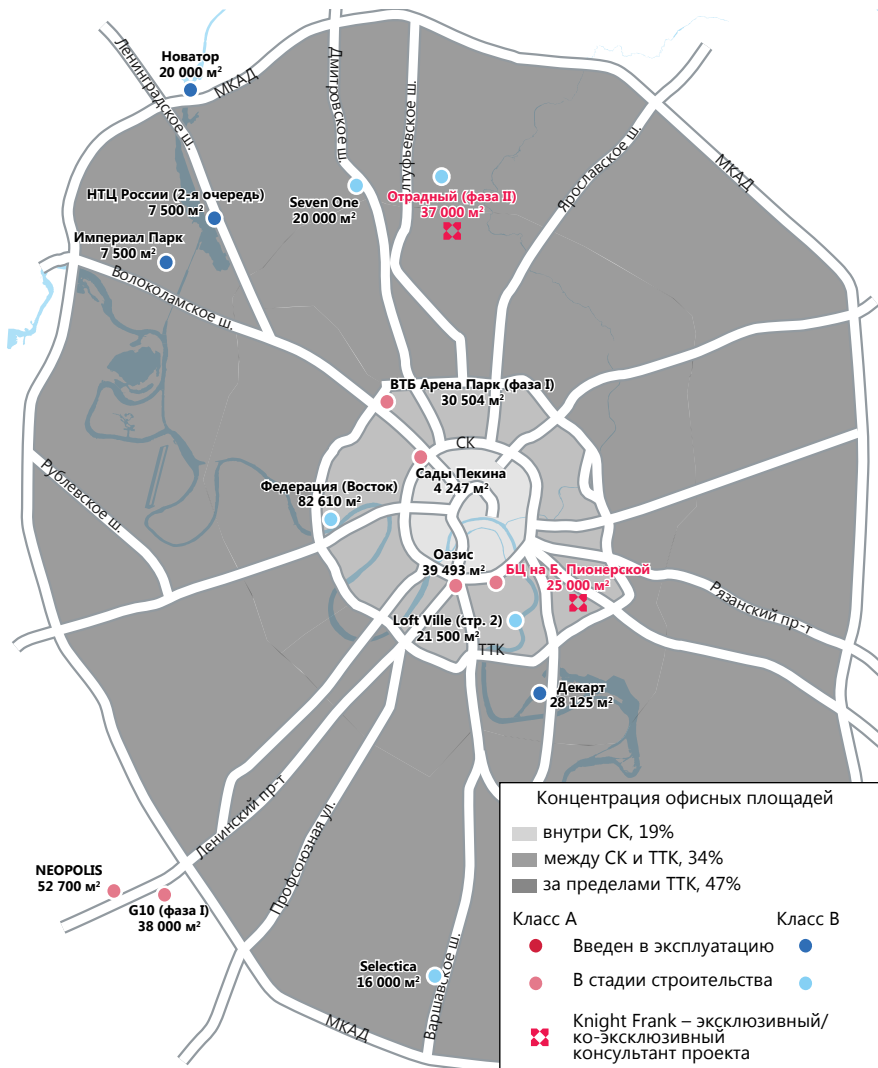 Новатор
20 000 м²
МКАД
Ленинградское ш.
Дмитровское ш.
лтуфьевское ш.
Ярославское ш.
МКАД
НТЦ России (2-я очередь)
7 500 м²
Seven One
20 000 м²
Отрадный (фаза II)
37 000 м²
Империал Парк
7 500 м²
Волоколамское ш.
ВТБ Арена Парк (фаза I)
30 504 м²
СК
Сады Пекина
4 247 м²
Рублевское ш.
Федерация (Восток)
82 610 м²
Оазис
39 493 м²
БЦ на Б. Пионерской
25 000 м²
Рязанский пр-т
Loft Ville (стр. 2)
21 500 м²
ТТК
Декарт
28 125 м²
Ленинский пр-т
Профсоюзная ул.
NEOPOLIS
52 700 м²
G10 (фаза I)
38 000 м²
Selectica
16 000 м²
Варшавское ш.
МКАД
Концентрация офисных площадей
внутри СК, 19%
между СК и ТТК, 34%
за пределами ТТК, 47%
Класс А
Класс В
Введен в эксплуатацию
В стадии строительства
Knight Frank – эксклюзивный/
ко-эксклюзивный
консультант проекта